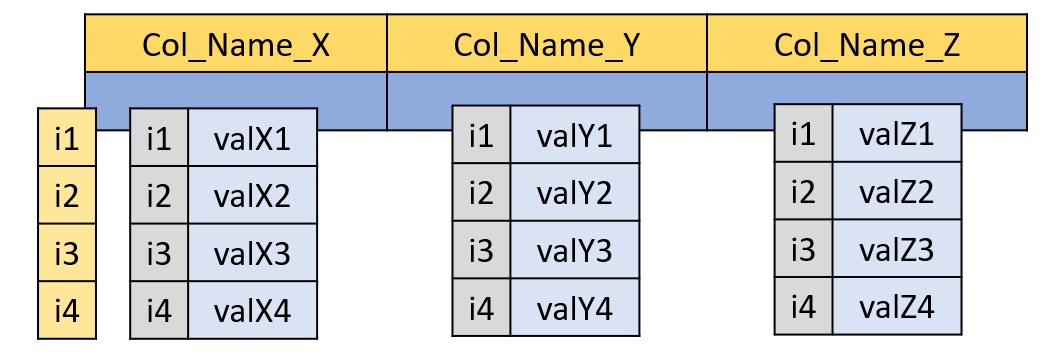 Col_Name_X Col_Name_Y Col_Name_Z
i1 i1 valX1 i1 valY1 i1 valZ1
i2 i2 valX2 i2 valY2 i2 valZ2
i3 i3 valX3 i3 valY3 i3 valZ3
i4 i4 valX4 i4 valY4 i4 valZ4